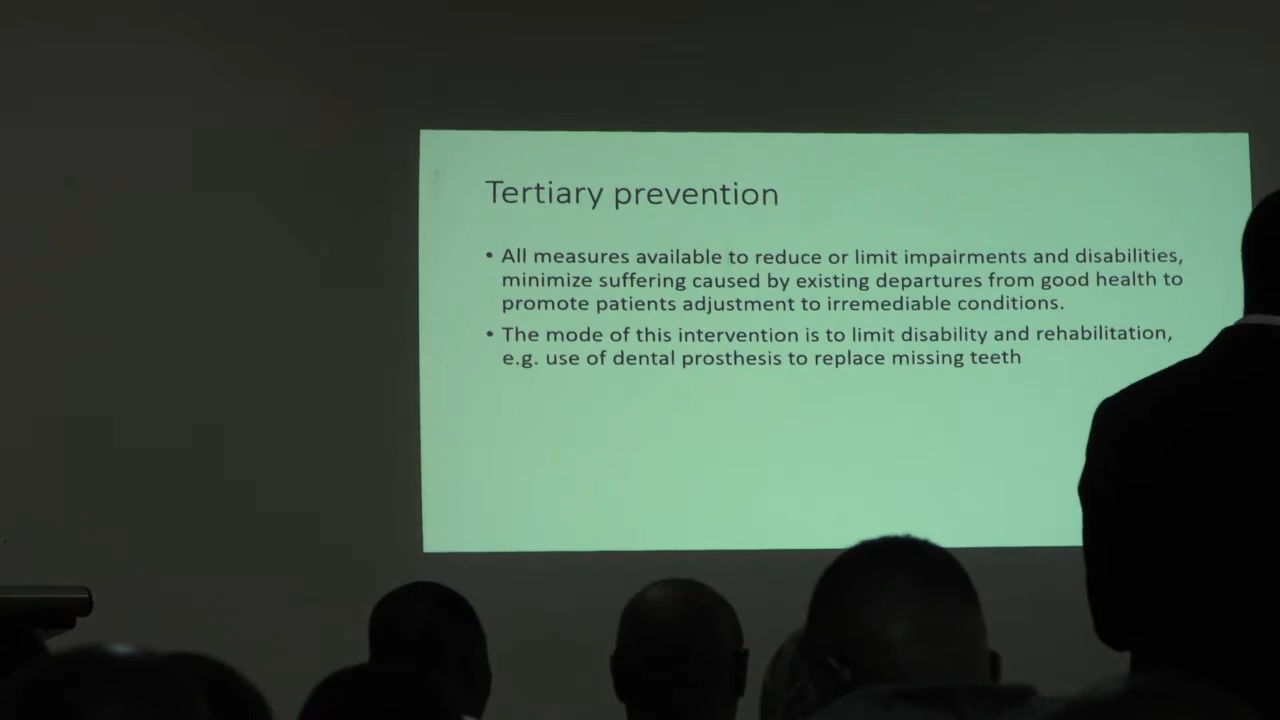 Tertiary prevention
• All measures available to reduce or limit impairments and disabilities,
minimize suffering caused by existing departures from good health to
promote patients adjustment to irremediable conditions.
• The mode of this intervention is to limit disability and rehabilitation,
e.g. use of dental prosthesis to replace missing teeth